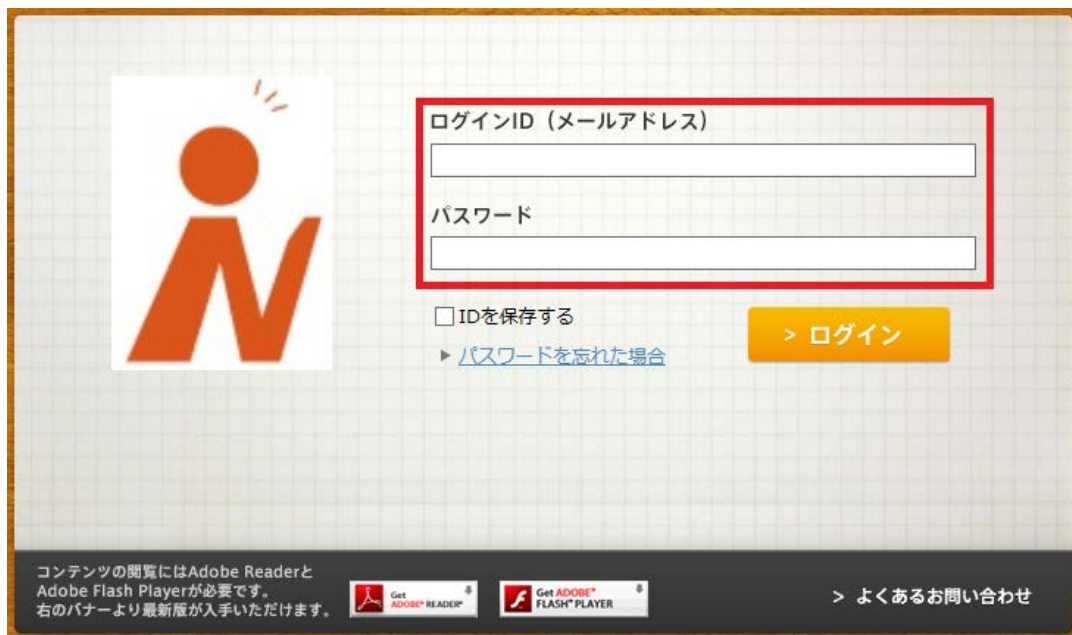 ログインID（メールアドレス）
パスワード
IDを保存する
パスワードを忘れた場合
> ログイン
コンテンツの閲覧にはAdobe Readerと
Adobe Flash Playerが必要です。
右のバナーより最新版が入手いただけます。
Get
ADOBE® READER®
Get ADOBE®
FLASH® PLAYER
> よくあるお問い合わせ